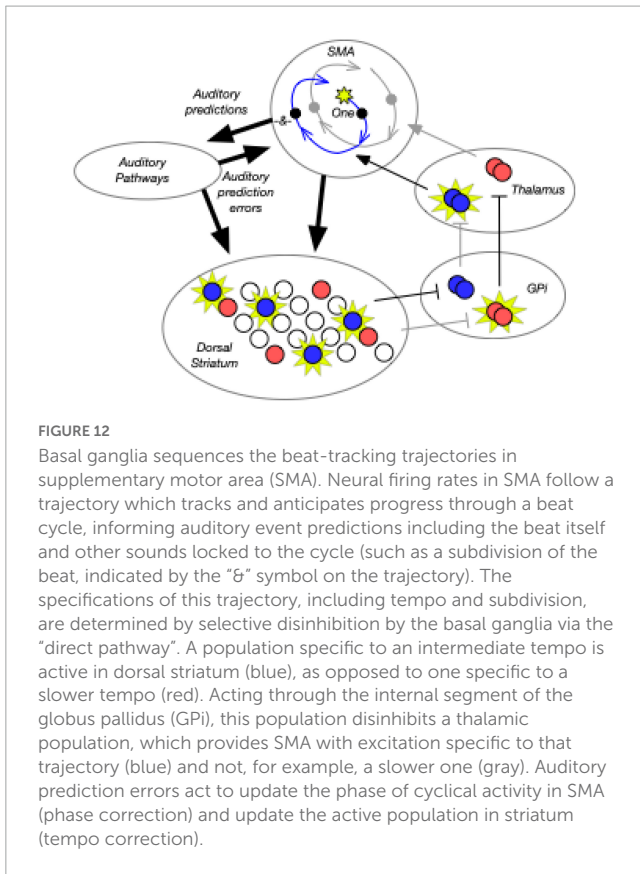 SMA
Auditory
predictions
-&-
One
Auditory
Pathways
Auditory
prediction
errors
Thalamus
GPi
Dorsal
Striatum
FIGURE 12
Basal ganglia sequences the beat-tracking trajectories in
supplementary motor area (SMA). Neural firing rates in SMA follow a
trajectory which tracks and anticipates progress through a beat
cycle, informing auditory event predictions including the beat itself
and other sounds locked to the cycle (such as a subdivision of the
beat, indicated by the “&” symbol on the trajectory). The
specifications of this trajectory, including tempo and subdivision,
are determined by selective disinhibition by the basal ganglia via the
“direct pathway”. A population specific to an intermediate tempo is
active in dorsal striatum (blue), as opposed to one specific to a
slower tempo (red). Acting through the internal segment of the
globus pallidus (GPi), this population disinhibits a thalamic
population, which provides SMA with excitation specific to that
trajectory (blue) and not, for example, a slower one (gray). Auditory
prediction errors act to update the phase of cyclical activity in SMA
(phase correction) and update the active population in striatum
(tempo correction).